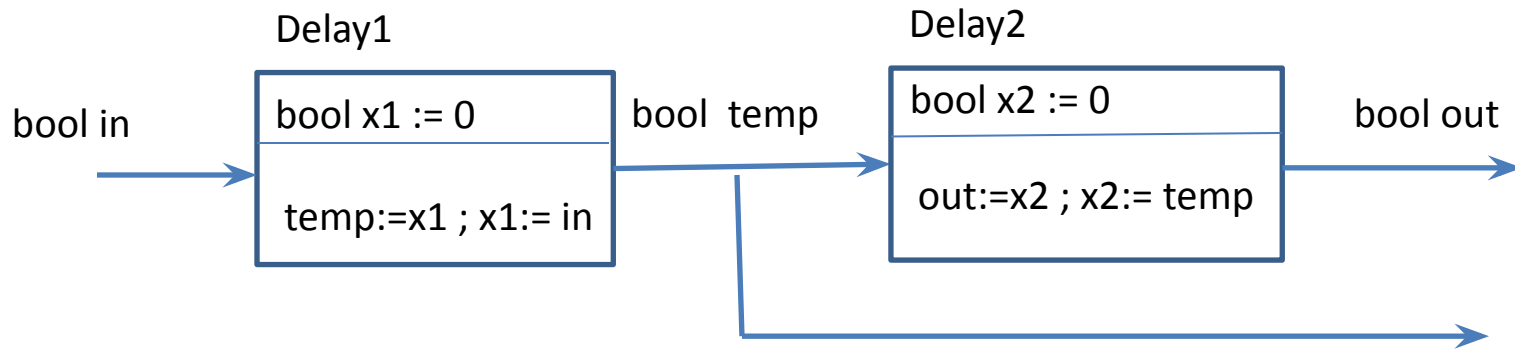 Delay1
Delay2
bool in
bool x1 := 0
bool temp
bool x2 := 0
bool out
temp:=x1 ; x1:= in
out:=x2 ; x2:= temp